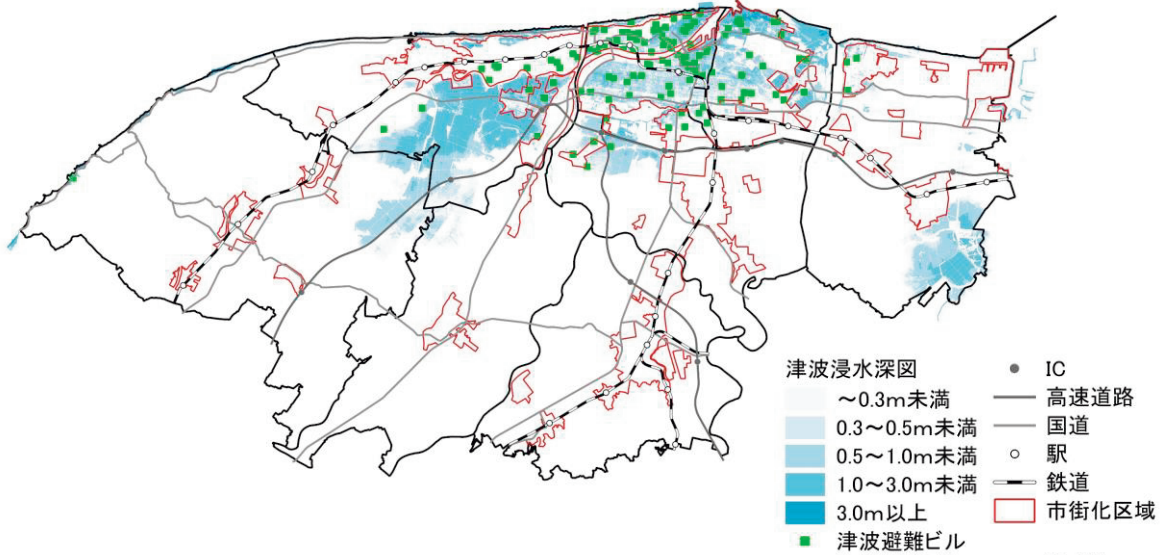 津波浸水深図
～0.3m未満
0.3～0.5m未満
0.5～1.0m未満
1.0～3.0m未満
3.0m以上
津波避難ビル
IC
高速道路
国道
駅
鉄道
市街化区域